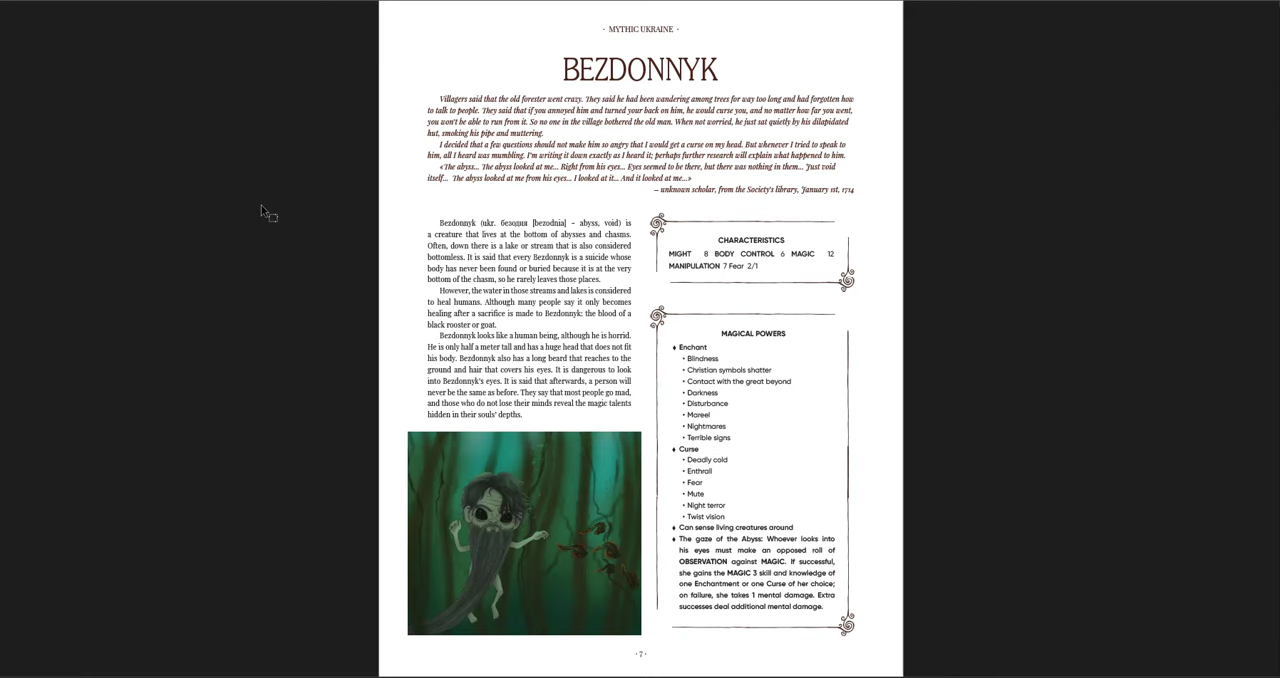 · MYTHIC UKRAINE ·
BEZDONNYK
Villagers said that the old forester went crazy. They said he had been wandering among trees for way too long and had forgotten how
to talk to people. They said that if you annoyed him and turned your back on him, he would curse you, and no matter how far you went,
you won't be able to run from it. So no one in the village bothered the old man. When not worried, he just sat quietly by his dilapidated
hut, smoking his pipe and muttering.
I decided that a few questions should not make him so angry that I would get a curse on my head. But whenever I tried to speak to
him, all I heard was mumbling. I'm writing it down exactly as I heard it; perhaps further research will explain what happened to him.
«The abyss... The abyss looked at me... Right from his eyes... Eyes seemed to be there, but there was nothing in them... Just void
itself... The abyss looked at me from his eyes... I looked at it... And it looked at me...»
– unknown scholar, from the Society's library, January 1st, 1714
Bezdonnyk (ukr. безодня [bezodnia] – abyss, void) is
a creature that lives at the bottom of abysses and chasms.
Often, down there is a lake or stream that is also considered
bottomless. It is said that every Bezdonnyk is a suicide whose
body has never been found or buried because it is at the very
bottom of the chasm, so he rarely leaves those places.
However, the water in those streams and lakes is considered
to heal humans. Although many people say it only becomes
healing after a sacrifice is made to Bezdonnyk: the blood of a
black rooster or goat.
Bezdonnyk looks like a human being, although he is horrid.
He is only half a meter tall and has a huge head that does not fit
his body. Bezdonnyk also has a long beard that reaches to the
ground and hair that covers his eyes. It is dangerous to look
into Bezdonnyk's eyes. It is said that afterwards, a person will
never be the same as before. They say that most people go mad,
and those who do not lose their minds reveal the magic talents
hidden in their souls' depths.
CHARACTERISTICS
MIGHT 8 BODY CONTROL 6 MAGIC 12
MANIPULATION 7 Fear 2/1
MAGICAL POWERS
♦ Enchant
• Blindness
• Christian symbols shatter
• Contact with the great beyond
• Darkness
• Disturbance
• Mareel
• Nightmares
• Terrible signs
♦ Curse
• Deadly cold
• Enthrall
• Fear
• Mute
• Night terror
• Twist vision
♦ Can sense living creatures around
♦ The gaze of the Abyss: Whoever looks into
his eyes must make an opposed roll of
OBSERVATION against MAGIC. If successful,
she gains the MAGIC 3 skill and knowledge of
one Enchantment or one Curse of her choice;
on failure, she takes 1 mental damage. Extra
successes deal additional mental damage.
· 7 ·